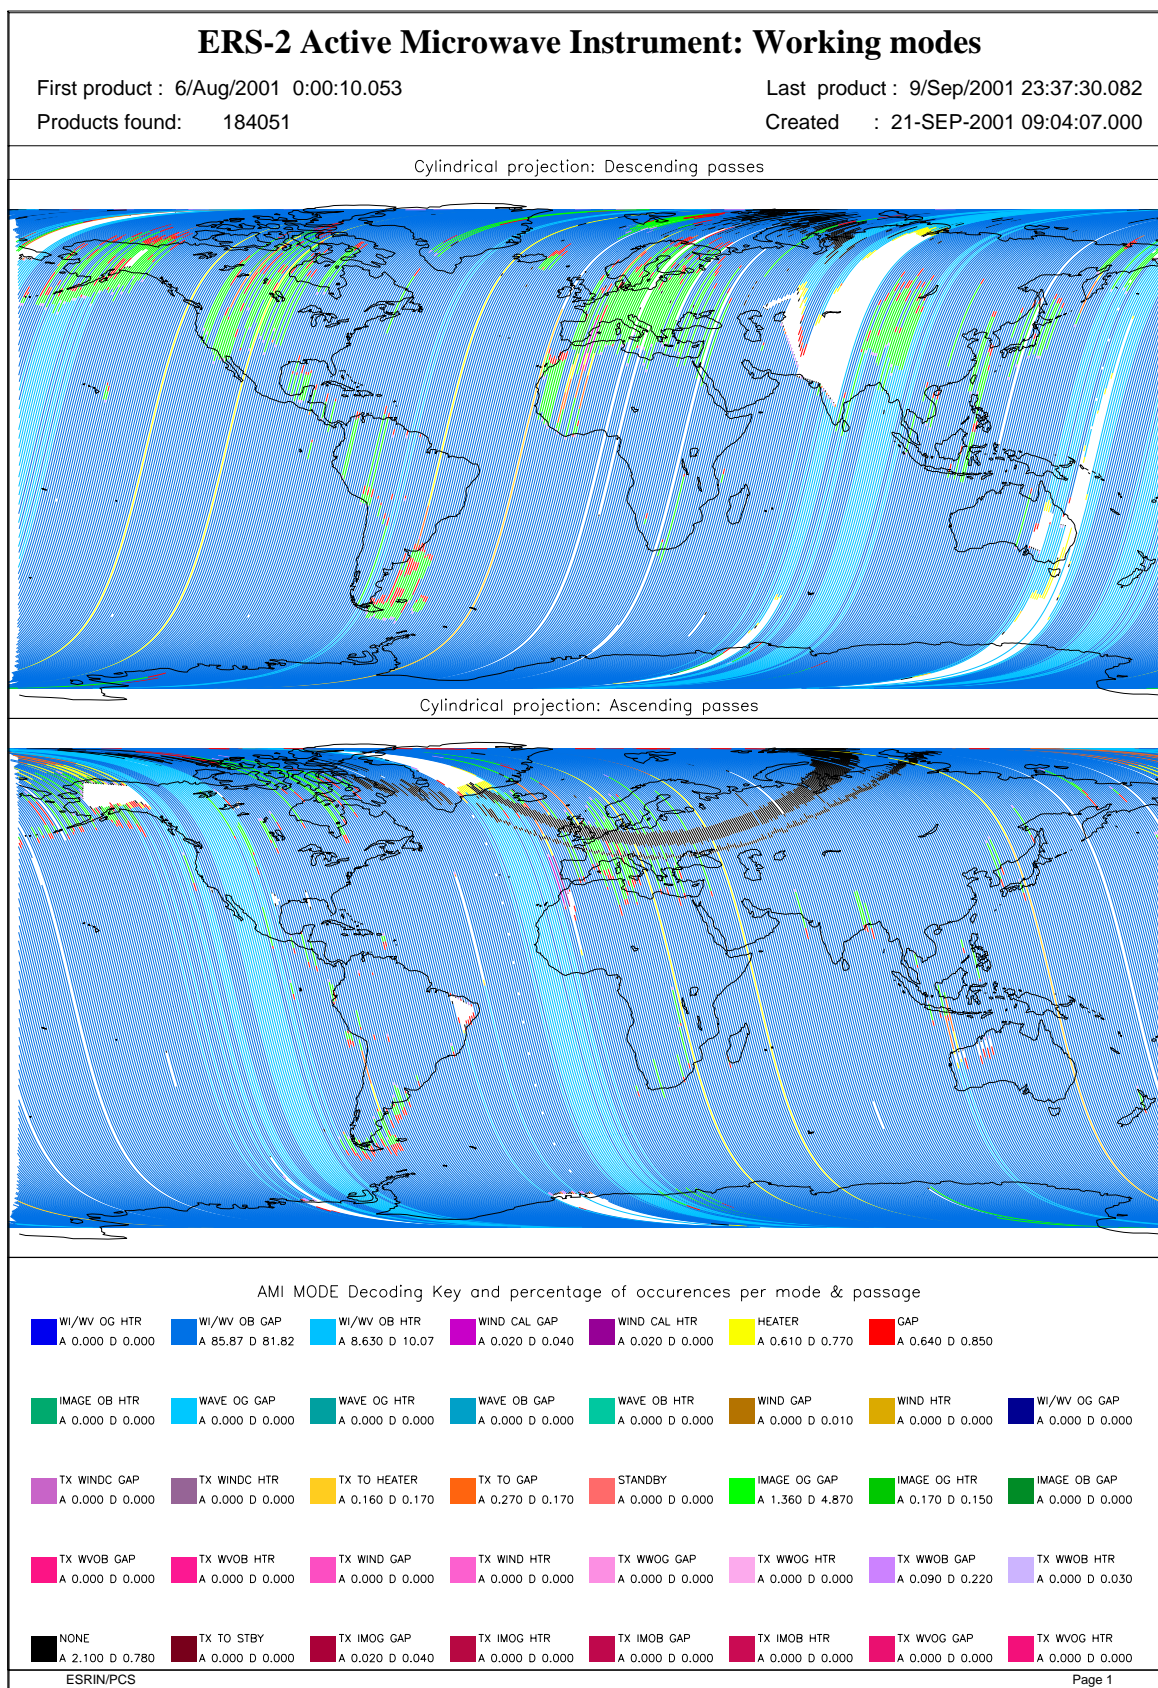 ERS-2 Active Microwave Instrument: Working modes
First product : 6/Aug/2001 0:00:10.053 Last product : 9/Sep/2001 23:37:30.082
Products found: 184051 Created : 21-SEP-2001 09:04:07.000
Cylindrical projection: Descending passes
Cylindrical projection: Ascending passes
AMI MODE Decoding Key and percentage of occurences per mode & passage
WI/WV OG HTR WI/WV OB GAP WI/WV OB HTR WIND CAL GAP WIND CAL HTR HEATER GAP
A 0.000 D 0.000 A 85.87 D 81.82 A 8.630 D 10.07 A 0.020 D 0.040 A 0.020 D 0.000 A 0.610 D 0.770 A 0.640 D 0.850
IMAGE OB HTR WAVE OG GAP WAVE OG HTR WAVE OB GAP WAVE OB HTR WIND GAP WIND HTR WI/WV OG GAP
A 0.000 D 0.000 A 0.000 D 0.000 A 0.000 D 0.000 A 0.000 D 0.000 A 0.000 D 0.000 A 0.000 D 0.010 A 0.000 D 0.000 A 0.000 D 0.000
TX WINDC GAP TX WINDC HTR TX TO HEATER TX TO GAP STANDBY IMAGE OG GAP IMAGE OG HTR IMAGE OB GAP
A 0.000 D 0.000 A 0.000 D 0.000 A 0.160 D 0.170 A 0.270 D 0.170 A 0.000 D 0.000 A 1.360 D 4.870 A 0.170 D 0.150 A 0.000 D 0.000
TX WVOB GAP TX WVOB HTR TX WIND GAP TX WIND HTR TX WWOG GAP TX WWOG HTR TX WWOB GAP TX WWOB HTR
A 0.000 D 0.000 A 0.000 D 0.000 A 0.000 D 0.000 A 0.000 D 0.000 A 0.000 D 0.000 A 0.000 D 0.000 A 0.090 D 0.220 A 0.000 D 0.030
NONE TX TO STBY TX IMOG GAP TX IMOG HTR TX IMOB GAP TX IMOB HTR TX WVOG GAP TX WVOG HTR
A 2.100 D 0.780 A 0.000 D 0.000 A 0.020 D 0.040 A 0.000 D 0.000 A 0.000 D 0.000 A 0.000 D 0.000 A 0.000 D 0.000 A 0.000 D 0.000
ESRIN/PCS Page 1